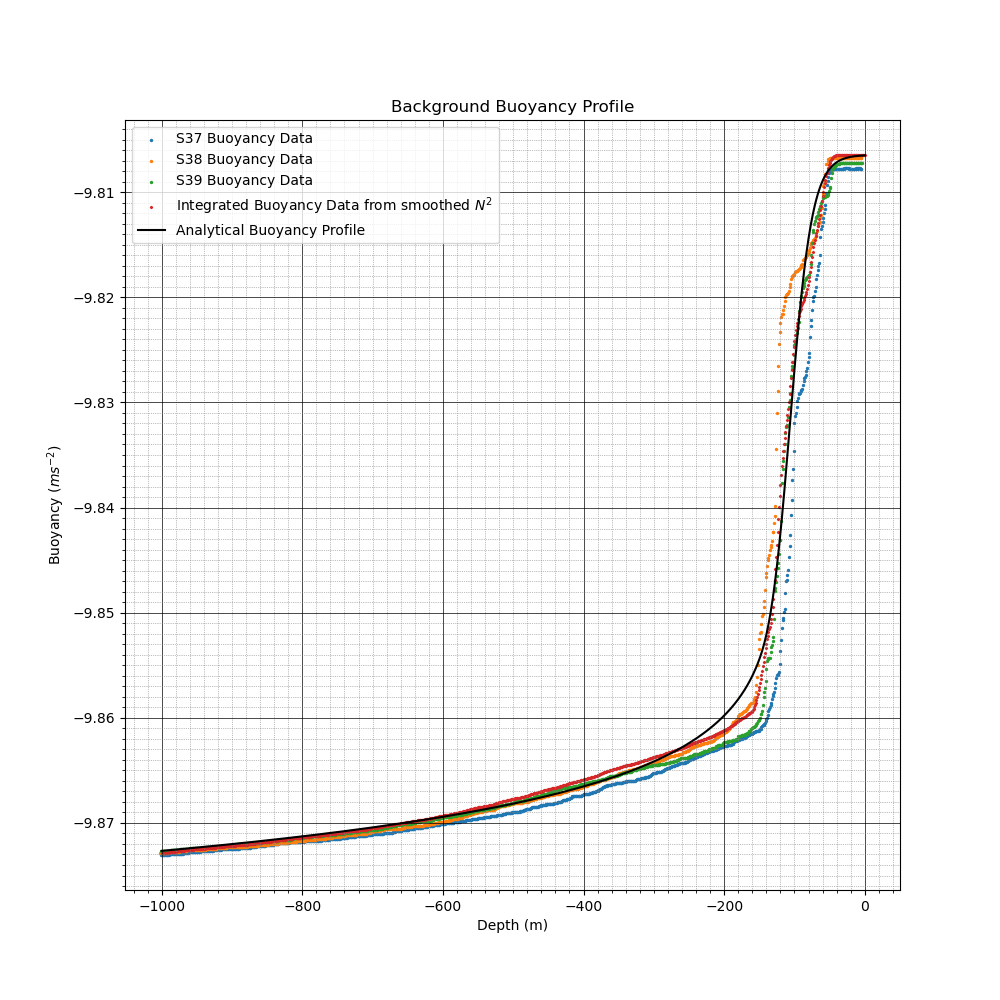 Background Buoyancy Profile
S37 Buoyancy Data
S38 Buoyancy Data
S39 Buoyancy Data
Integrated Buoyancy Data from smoothed $N^2$
Analytical Buoyancy Profile
Buoyancy ($ms^{-2}$)
−9.81
−9.82
−9.83
−9.84
−9.85
−9.86
−9.87
−1000 −800 −600 −400 −200 0
Depth (m)